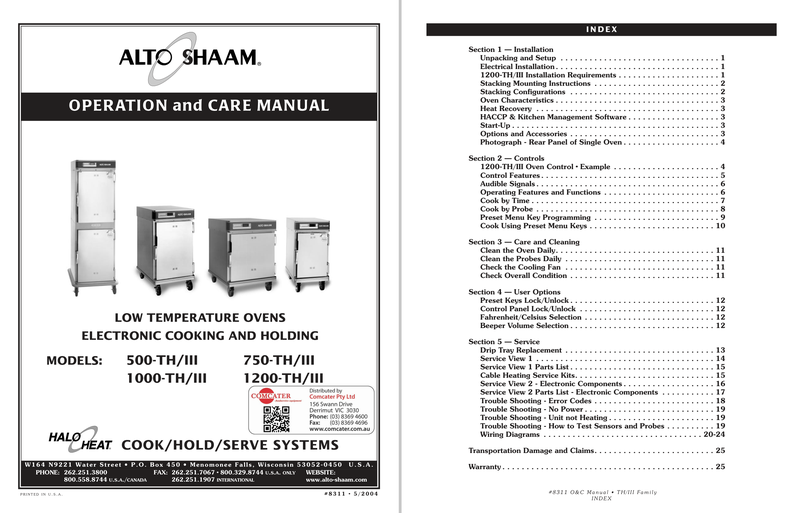 ALTO SHAAM®
OPERATION and CARE MANUAL
LOW TEMPERATURE OVENS
ELECTRONIC COOKING AND HOLDING
MODELS: 500-TH/III 750-TH/III
1000-TH/III 1200-TH/III
COMCATER
Distributed by
Comcater Pty Ltd
156 Swann Drive
Derrimut VIC 3030
Phone: (03) 8369 4600
Fax: (03) 8369 4696
www.comcater.com.au
HALO HEAT COOK/HOLD/SERVE SYSTEMS
W164 N9221 Water Street • P.O. Box 450 • Menomonee Falls, Wisconsin 53052-0450 U.S.A.
PHONE: 262.251.3800 FAX: 262.251.7067 • 800.329.8744 U.S.A. ONLY WEBSITE:
800.558.8744 U.S.A./CANADA 262.251.1907 INTERNATIONAL www.alto-shaam.com
PRINTED IN U.S.A. #8311 • 5/2004
INDEX
Section 1 — Installation
Unpacking and Setup . . . . . . . . . . . . . . . . . . . . . . . . . . . . . . . . 1
Electrical Installation . . . . . . . . . . . . . . . . . . . . . . . . . . . . . . . . 1
1200-TH/III Installation Requirements . . . . . . . . . . . . . . . . . . . . 1
Stacking Mounting Instructions . . . . . . . . . . . . . . . . . . . . . . . . . 2
Stacking Configurations . . . . . . . . . . . . . . . . . . . . . . . . . . . . . . 2
Oven Characteristics . . . . . . . . . . . . . . . . . . . . . . . . . . . . . . . . 3
Heat Recovery . . . . . . . . . . . . . . . . . . . . . . . . . . . . . . . . . . . . 3
HACCP & Kitchen Management Software . . . . . . . . . . . . . . . . . . 3
Start-Up . . . . . . . . . . . . . . . . . . . . . . . . . . . . . . . . . . . . . . . . 3
Options and Accessories . . . . . . . . . . . . . . . . . . . . . . . . . . . . . . 3
Photograph - Rear Panel of Single Oven . . . . . . . . . . . . . . . . . . . 4
Section 2 — Controls
1200-TH/III Oven Control • Example . . . . . . . . . . . . . . . . . . . . . 4
Control Features . . . . . . . . . . . . . . . . . . . . . . . . . . . . . . . . . . . 5
Audible Signals . . . . . . . . . . . . . . . . . . . . . . . . . . . . . . . . . . . . 6
Operating Features and Functions . . . . . . . . . . . . . . . . . . . . . . . 6
Cook by Time . . . . . . . . . . . . . . . . . . . . . . . . . . . . . . . . . . . . . 7
Cook by Probe . . . . . . . . . . . . . . . . . . . . . . . . . . . . . . . . . . . . 8
Preset Menu Key Programming . . . . . . . . . . . . . . . . . . . . . . . . . 9
Cook Using Preset Menu Keys . . . . . . . . . . . . . . . . . . . . . . . . . 10
Section 3 — Care and Cleaning
Clean the Oven Daily . . . . . . . . . . . . . . . . . . . . . . . . . . . . . . . 11
Clean the Probes Daily . . . . . . . . . . . . . . . . . . . . . . . . . . . . . . 11
Check the Cooling Fan . . . . . . . . . . . . . . . . . . . . . . . . . . . . . . 11
Check Overall Condition . . . . . . . . . . . . . . . . . . . . . . . . . . . . . 11
Section 4 — User Options
Preset Keys Lock/Unlock . . . . . . . . . . . . . . . . . . . . . . . . . . . . . 12
Control Panel Lock/Unlock . . . . . . . . . . . . . . . . . . . . . . . . . . . 12
Fahrenheit/Celsius Selection . . . . . . . . . . . . . . . . . . . . . . . . . . 12
Beeper Volume Selection . . . . . . . . . . . . . . . . . . . . . . . . . . . . . 12
Section 5 — Service
Drip Tray Replacement . . . . . . . . . . . . . . . . . . . . . . . . . . . . . . 13
Service View 1 . . . . . . . . . . . . . . . . . . . . . . . . . . . . . . . . . . . . 14
Service View 1 Parts List . . . . . . . . . . . . . . . . . . . . . . . . . . . . . 15
Cable Heating Service Kits . . . . . . . . . . . . . . . . . . . . . . . . . . . . 15
Service View 2 - Electronic Components . . . . . . . . . . . . . . . . . . 16
Service View 2 Parts List - Electronic Components . . . . . . . . . . . 17
Trouble Shooting - Error Codes . . . . . . . . . . . . . . . . . . . . . . . . 18
Trouble Shooting - No Power . . . . . . . . . . . . . . . . . . . . . . . . . . 19
Trouble Shooting - Unit not Heating . . . . . . . . . . . . . . . . . . . . . 19
Trouble Shooting - How to Test Sensors and Probes . . . . . . . . . . 19
Wiring Diagrams . . . . . . . . . . . . . . . . . . . . . . . . . . . . . . . . 20-24
Transportation Damage and Claims . . . . . . . . . . . . . . . . . . . . . . 25
Warranty . . . . . . . . . . . . . . . . . . . . . . . . . . . . . . . . . . . . . . . . 25
#8311 O&C Manual • TH/III Family
INDEX